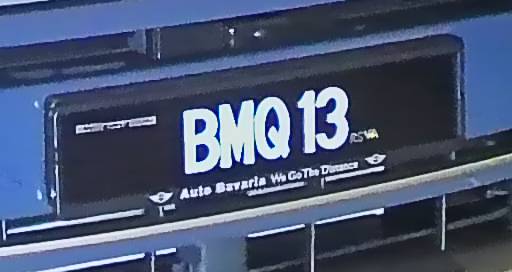 BMQ 13
Auto Bavaria We Go The Distance